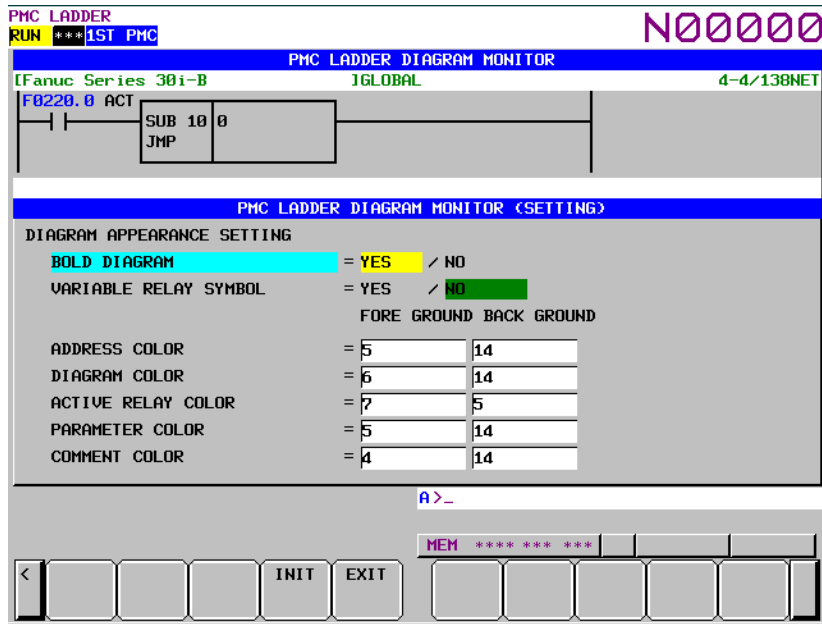 PMC LADDER
RUN *** 1ST PMC
N00000
PMC LADDER DIAGRAM MONITOR
[Fanuc Series 30i-B ]GLOBAL 4-4/138NET
F0220.0 ACT
SUB 10 0
JMP
PMC LADDER DIAGRAM MONITOR (SETTING)
DIAGRAM APPEARANCE SETTING
BOLD DIAGRAM = YES / NO
VARIABLE RELAY SYMBOL = YES / NO
FORE GROUND BACK GROUND
ADDRESS COLOR = 5 14
DIAGRAM COLOR = 6 14
ACTIVE RELAY COLOR = 7 5
PARAMETER COLOR = 5 14
COMMENT COLOR = 4 14
A>_
MEM **** *** ***
< INIT EXIT